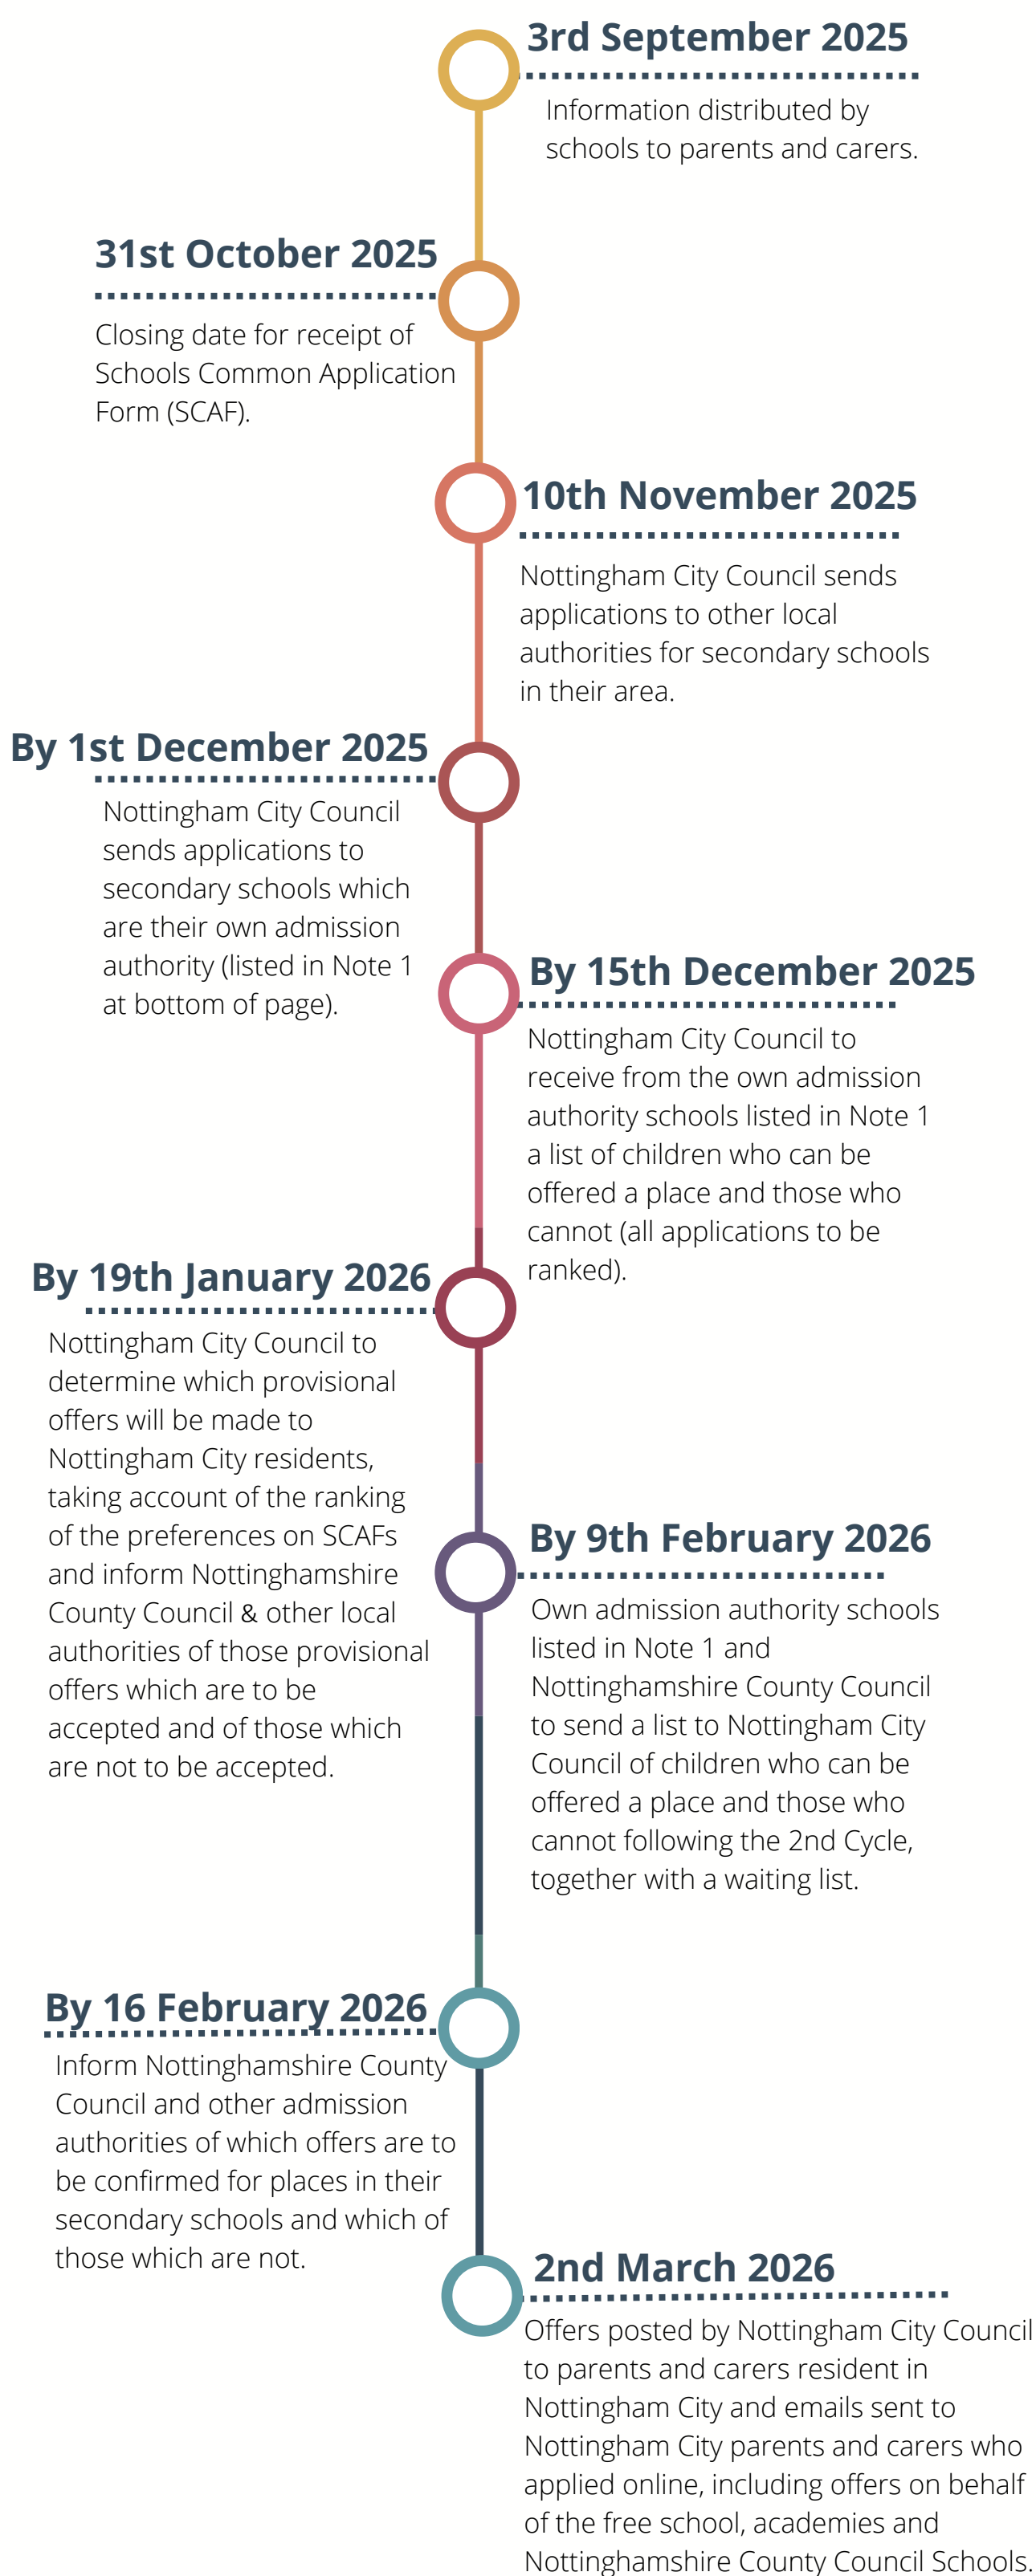 3rd September 2025
Information distributed by
schools to parents and carers.
31st October 2025
Closing date for receipt of
Schools Common Application
Form (SCAF).
10th November 2025
Nottingham City Council sends
applications to other local
authorities for secondary schools
in their area.
By 1st December 2025
Nottingham City Council
sends applications to
secondary schools which
are their own admission
authority (listed in Note 1
at bottom of page).
By 15th December 2025
Nottingham City Council to
receive from the own admission
authority schools listed in Note 1
a list of children who can be
offered a place and those who
cannot (all applications to be
ranked).
By 19th January 2026
Nottingham City Council to
determine which provisional
offers will be made to
Nottingham City residents,
taking account of the ranking
of the preferences on SCAFs
and inform Nottinghamshire
County Council & other local
authorities of those provisional
offers which are to be
accepted and of those which
are not to be accepted.
By 9th February 2026
Own admission authority schools
listed in Note 1 and
Nottinghamshire County Council
to send a list to Nottingham City
Council of children who can be
offered a place and those who
cannot following the 2nd Cycle,
together with a waiting list.
By 16 February 2026
Inform Nottinghamshire County
Council and other admission
authorities of which offers are to
be confirmed for places in their
secondary schools and which of
those which are not.
2nd March 2026
Offers posted by Nottingham City Council
to parents and carers resident in
Nottingham City and emails sent to
Nottingham City parents and carers who
applied online, including offers on behalf
of the free school, academies and
Nottinghamshire County Council Schools.